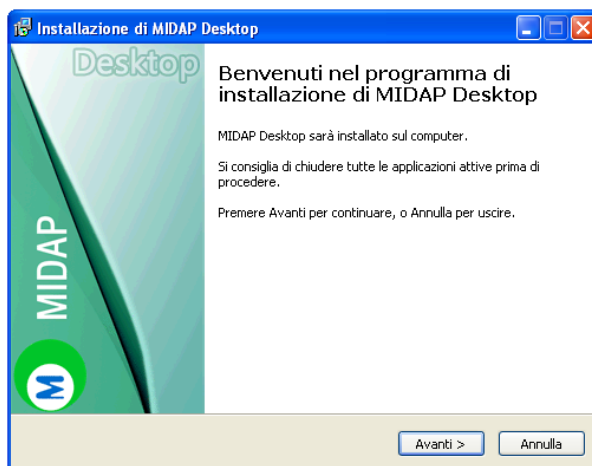 Installazione di MIDAP Desktop
Desktop
Benvenuti nel programma di
installazione di MIDAP Desktop
MIDAP Desktop sarà installato sul computer.
Si consiglia di chiudere tutte le applicazioni attive prima di
procedere.
Premere Avanti per continuare, o Annulla per uscire.
MIDAP
M
Avanti >
Annulla